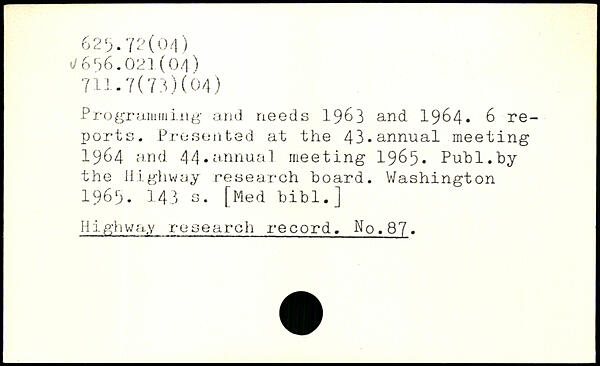 625.72(04)
√656.021(04)
711.7(73)(04)
Programming and needs 1963 and 1964. 6 re-
ports. Presented at the 43.annual meeting
1964 and 44.annual meeting 1965. Publ.by
the Highway research board. Washington
1965. 143 s. [Med bibl.]
Highway research record. No.87.